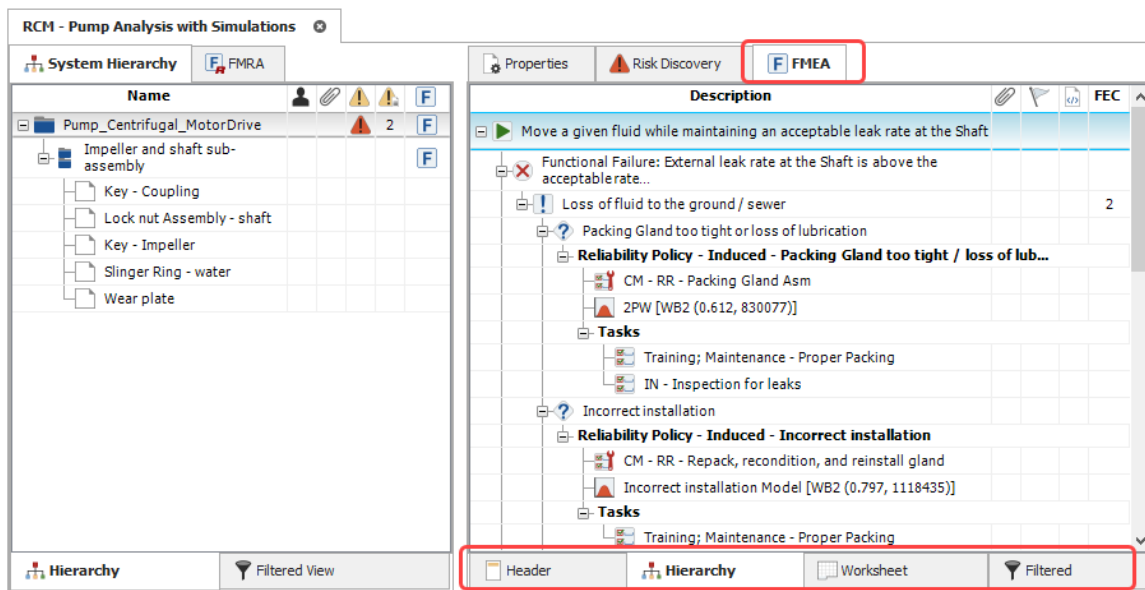 RCM - Pump Analysis with Simulations
System Hierarchy
FMRA
Name
F
Pump_Centrifugal_MotorDrive
2
F
Impeller and shaft sub-
assembly
F
Key - Coupling
Lock nut Assembly - shaft
Key - Impeller
Slinger Ring - water
Wear plate
Hierarchy
Filtered View
Properties
Risk Discovery
F FMEA
Description
FEC
Move a given fluid while maintaining an acceptable leak rate at the Shaft
Functional Failure: External leak rate at the Shaft is above the
acceptable rate...
Loss of fluid to the ground / sewer
2
Packing Gland too tight or loss of lubrication
Reliability Policy - Induced - Packing Gland too tight / loss of lub...
CM - RR - Packing Gland Asm
2PW [WB2 (0.612, 830077)]
Tasks
Training; Maintenance - Proper Packing
IN - Inspection for leaks
Incorrect installation
Reliability Policy - Induced - Incorrect installation
CM - RR - Repack, recondition, and reinstall gland
Incorrect installation Model [WB2 (0.797, 1118435)]
Tasks
Training; Maintenance - Proper Packing
Header
Hierarchy
Worksheet
Filtered